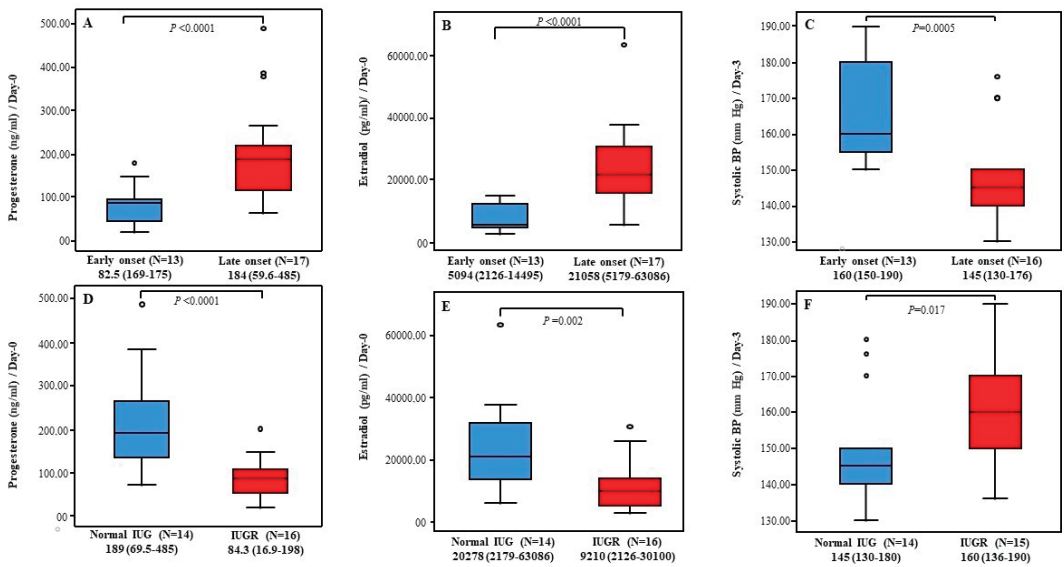 A
P <0.0001
Progesterone (ng/ml) / Day-0
500.00
400.00
300.00
200.00
100.00
00
Early onset (N=13)
82.5 (169-175)
Late onset (N=17)
184 (59.6-485)
B
P <0.0001
Estradiol (pg/ml)/ / Day-0
60000.00
40000.00
20000.00
00
Early onset (N=13)
5094 (2126-14495)
Late onset (N=17)
21058 (5179-63086)
C
P=0.0005
Systolic BP (mm Hg) / Day-3
190.00
180.00
170.00
160.00
150.00
140.00
130.00
Early onset (N=13)
160 (150-190)
Late onset (N=16)
145 (130-176)
D
P <0.0001
Progesterone (ng/ml) / Day-0
500.00
400.00
300.00
200.00
100.00
00
Normal IUG (N=14)
189 (69.5-485)
IUGR (N=16)
84.3 (16.9-198)
E
P =0.002
Estradiol (pg/ml) / Day-0
60000.00
40000.00
20000.00
00
Normal IUG (N=14)
20278 (2179-63086)
IUGR (N=16)
9210 (2126-30100)
F
P=0.017
Systolic BP (mm Hg) / Day-3
190.00
180.00
170.00
160.00
150.00
140.00
130.00
Normal IUG (N=14)
145 (130-180)
IUGR (N=15)
160 (136-190)